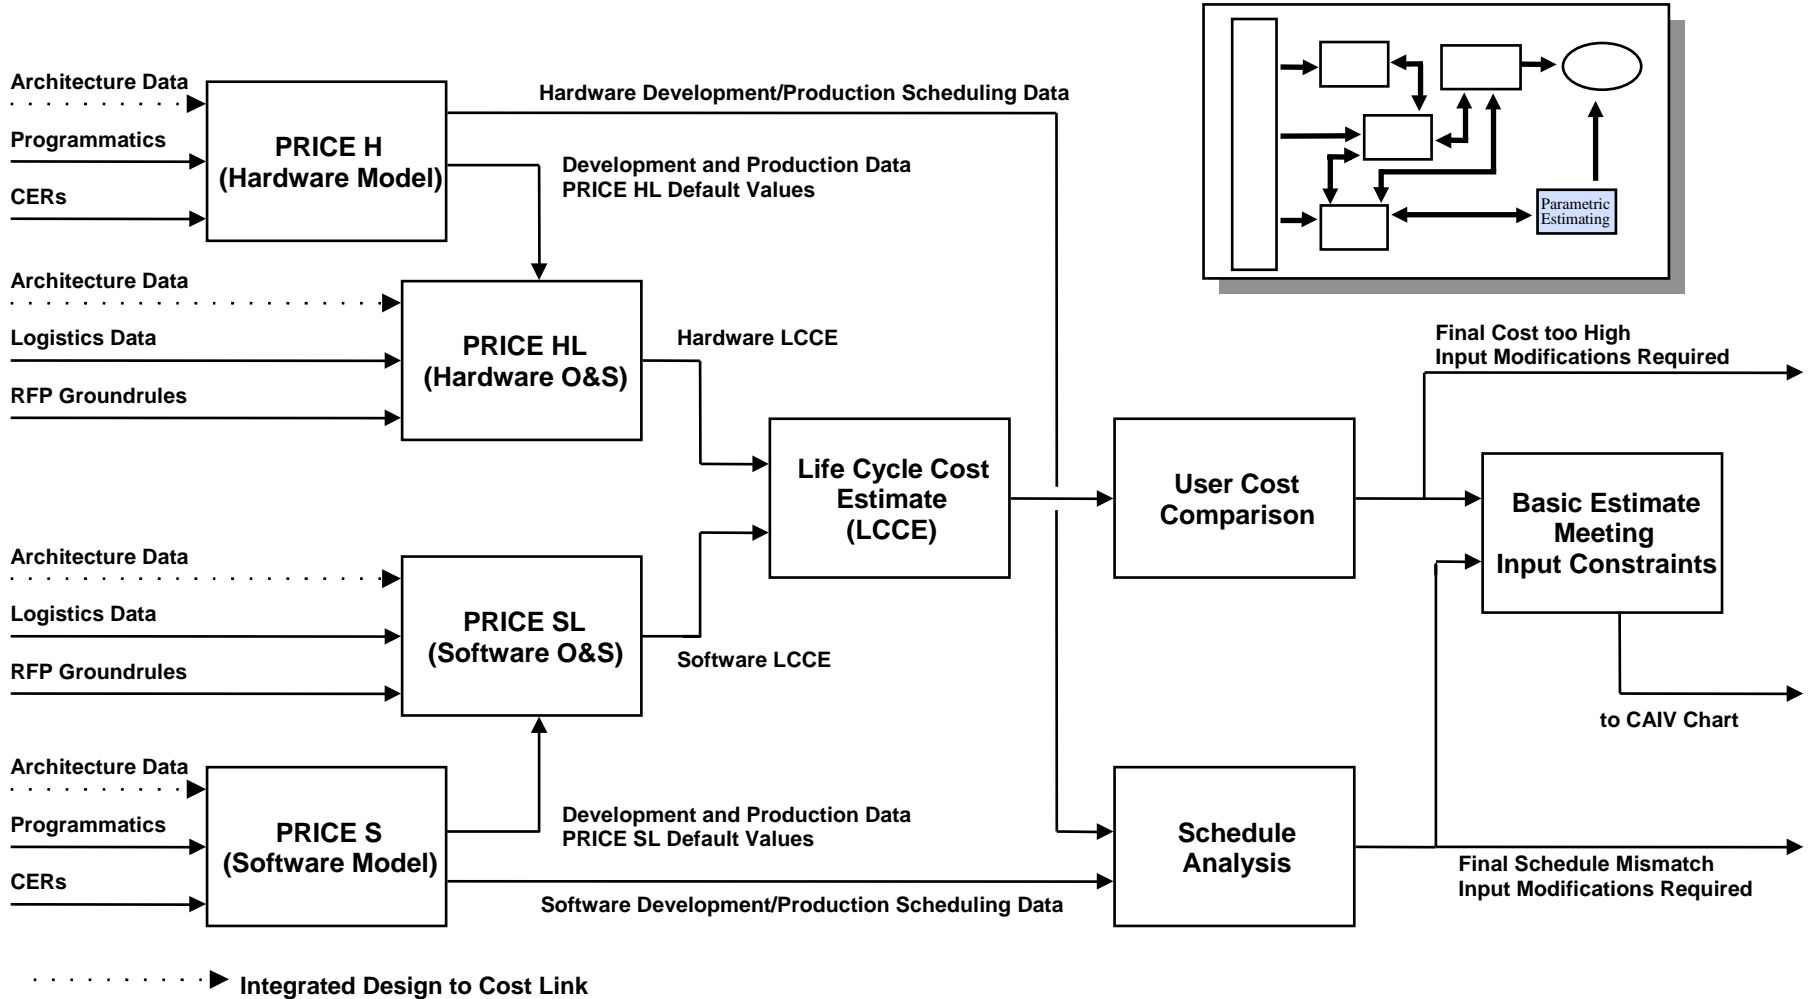 Architecture Data
Programmatics
CERs
PRICE H
(Hardware Model)
Hardware Development/Production Scheduling Data
Development and Production Data
PRICE HL Default Values
Parametric
Estimating
Architecture Data
Logistics Data
RFP Groundrules
PRICE HL
(Hardware O&S)
Hardware LCCE
Final Cost too High
Input Modifications Required
Life Cycle Cost
Estimate
(LCCE)
User Cost
Comparison
Basic Estimate
Meeting
Input Constraints
Architecture Data
Logistics Data
RFP Groundrules
PRICE SL
(Software O&S)
Software LCCE
to CAIV Chart
Architecture Data
Programmatics
CERs
PRICE S
(Software Model)
Development and Production Data
PRICE SL Default Values
Software Development/Production Scheduling Data
Schedule
Analysis
Final Schedule Mismatch
Input Modifications Required
Integrated Design to Cost Link